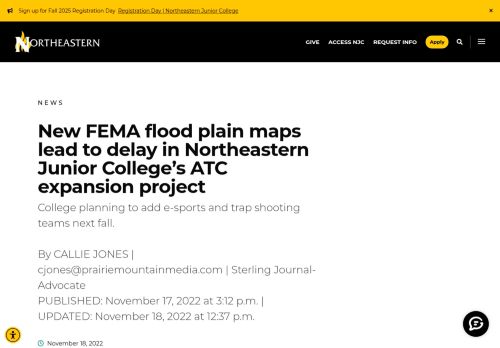 Sign up for Fall 2025 Registration Day Registration Day | Northeastern Junior College ×
NORTHEASTERN GIVE ACCESS NJC REQUEST INFO Apply
NEWS
New FEMA flood plain maps
lead to delay in Northeastern
Junior College’s ATC
expansion project
College planning to add e-sports and trap shooting
teams next fall.
By CALLIE JONES |
cjones@prairiemountainmedia.com | Sterling Journal-
Advocate
PUBLISHED: November 17, 2022 at 3:12 p.m. |
UPDATED: November 18, 2022 at 12:37 p.m.
November 18, 2022